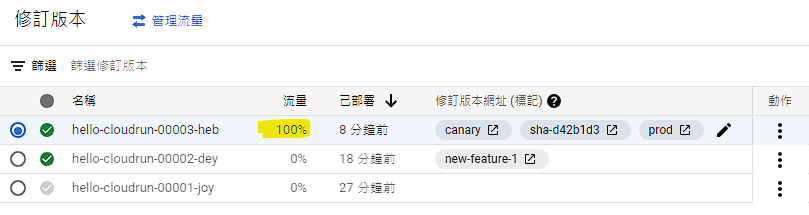 修訂版本 管理流量
篩選 篩選修訂版本
名稱 流量 已部署 修訂版本網址 (標記) 動作
hello-cloudrun-00003-heb 100% 8 分鐘前 canary sha-d42b1d3 prod
hello-cloudrun-00002-dey 0% 18 分鐘前 new-feature-1
hello-cloudrun-00001-joy 0% 27 分鐘前